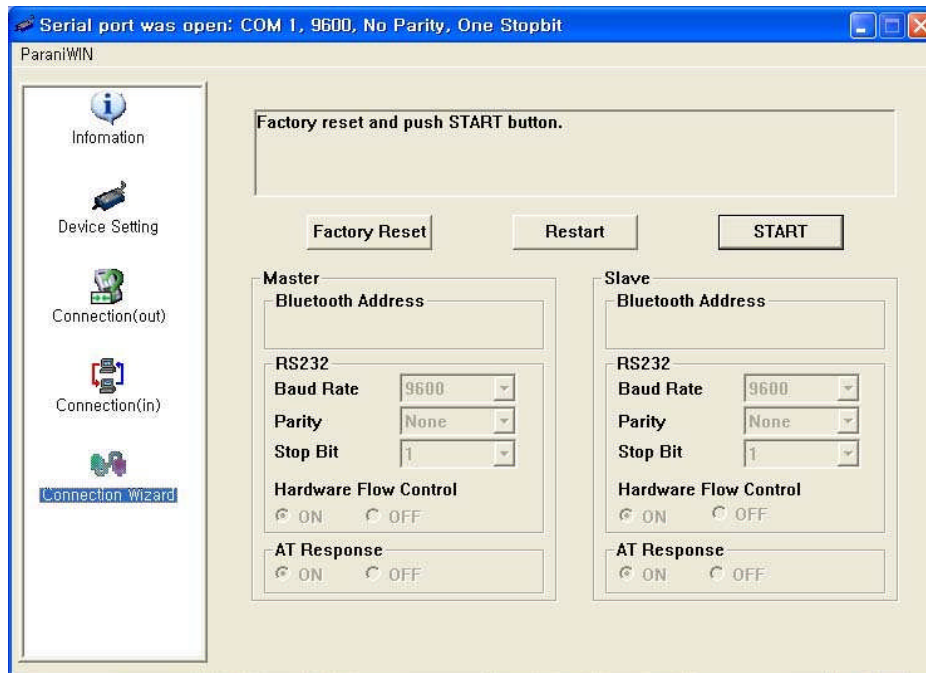 Serial port was open: COM 1, 9600, No Parity, One Stopbit
ParaniWIN
Infomation
Device Setting
Connection(out)
Connection(in)
Connection Wizard
Factory reset and push START button.
Factory Reset
Restart
START
Master
Bluetooth Address
RS232
Baud Rate 9600
Parity None
Stop Bit 1
Hardware Flow Control
ON OFF
AT Response
ON OFF
Slave
Bluetooth Address
RS232
Baud Rate 9600
Parity None
Stop Bit 1
Hardware Flow Control
ON OFF
AT Response
ON OFF